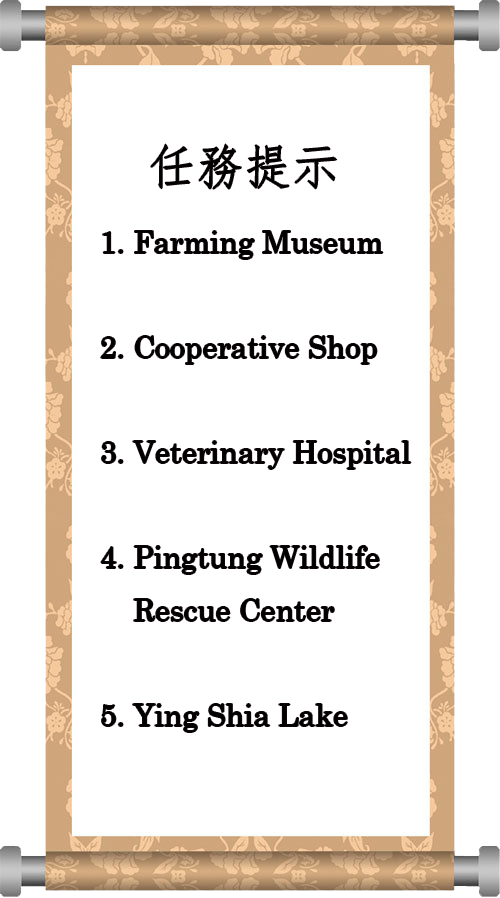 任務提示
1. Farming Museum
2. Cooperative Shop
3. Veterinary Hospital
4. Pingtung Wildlife
Rescue Center
5. Ying Shia Lake